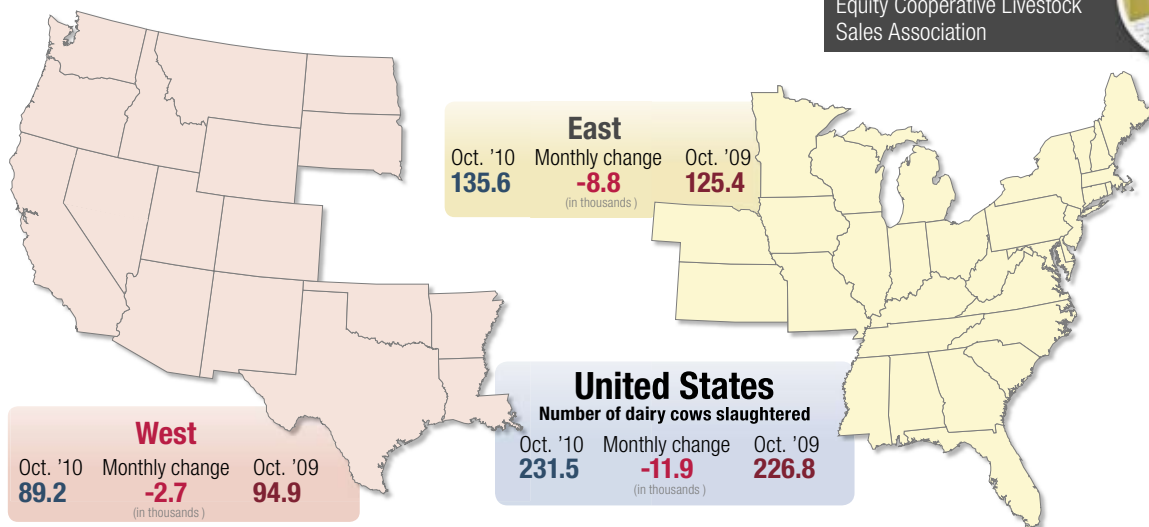 Equity Cooperative Livestock
Sales Association
East
Oct. ’10 Monthly change Oct. ’09
135.6 -8.8 125.4
(in thousands )
United States
Number of dairy cows slaughtered
Oct. ’10 Monthly change Oct. ’09
231.5 -11.9 226.8
(in thousands )
West
Oct. ’10 Monthly change Oct. ’09
89.2 -2.7 94.9
(in thousands )